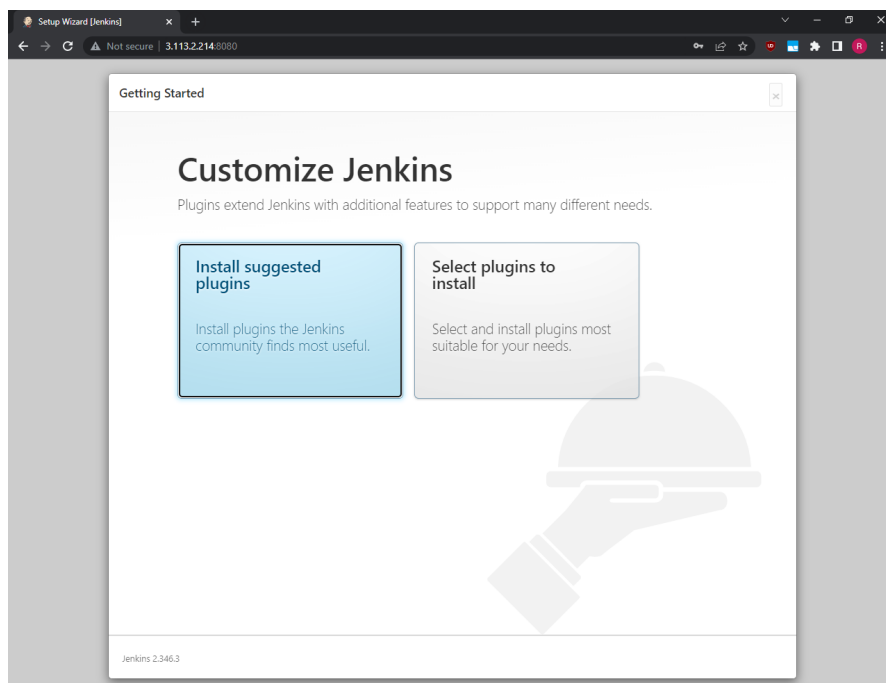 Setup Wizard [Jenkins]
Not secure | 3.113.2.214:8080
R
Getting Started
Customize Jenkins
Plugins extend Jenkins with additional features to support many different needs.
Install suggested
plugins
Install plugins the Jenkins
community finds most useful.
Select plugins to
install
Select and install plugins most
suitable for your needs.
Jenkins 2.346.3